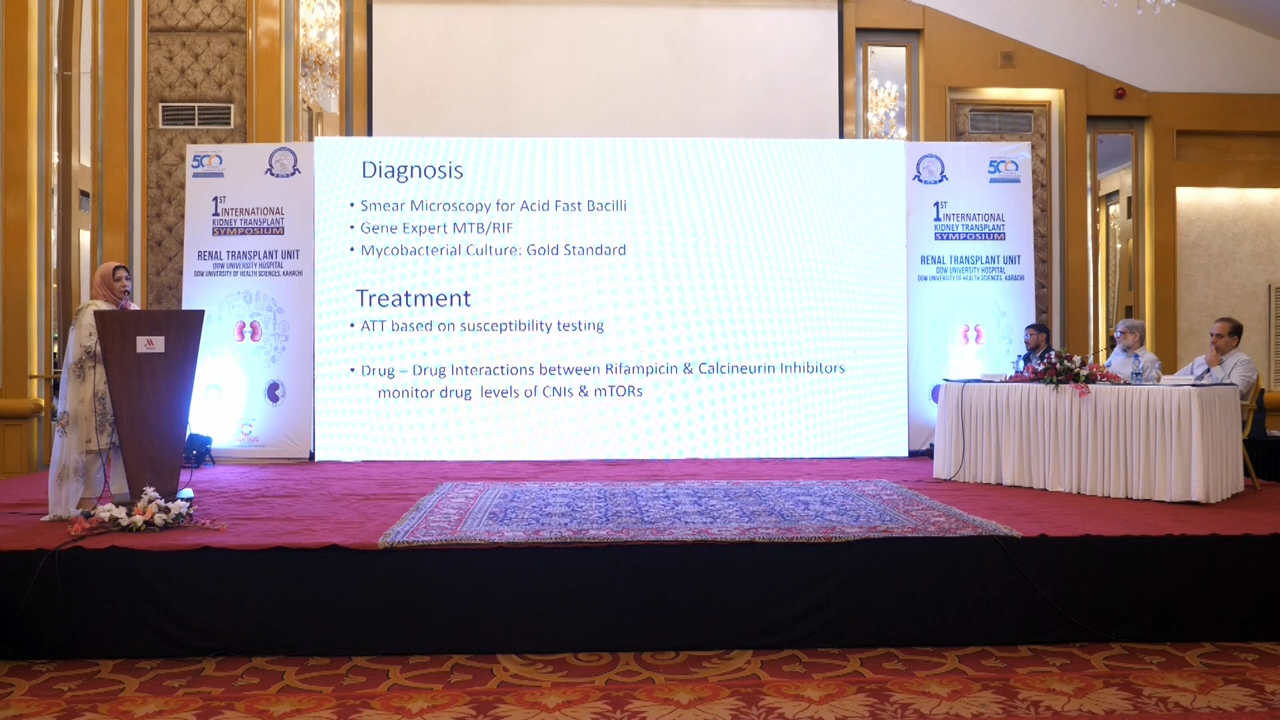 Diagnosis
• Smear Microscopy for Acid Fast Bacilli
• Gene Expert MTB/RIF
• Mycobacterial Culture: Gold Standard
Treatment
• ATT based on susceptibility testing
• Drug – Drug Interactions between Rifampicin & Calcineurin Inhibitors
monitor drug levels of CNIs & mTORs
500
1ST
INTERNATIONAL
KIDNEY TRANSPLANT
SYMPOSIUM
RENAL TRANSPLANT UNIT
DOW UNIVERSITY HOSPITAL
DOW UNIVERSITY OF HEALTH SCIENCES, KARACHI
500
1ST
INTERNATIONAL
KIDNEY TRANSPLANT
SYMPOSIUM
RENAL TRANSPLANT UNIT
DOW UNIVERSITY HOSPITAL
DOW UNIVERSITY OF HEALTH SCIENCES, KARACHI